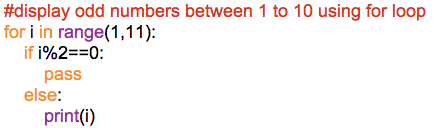 #display odd numbers between 1 to 10 using for loop
for i in range(1,11):
    if i%2==0:
        pass
    else:
        print(i)